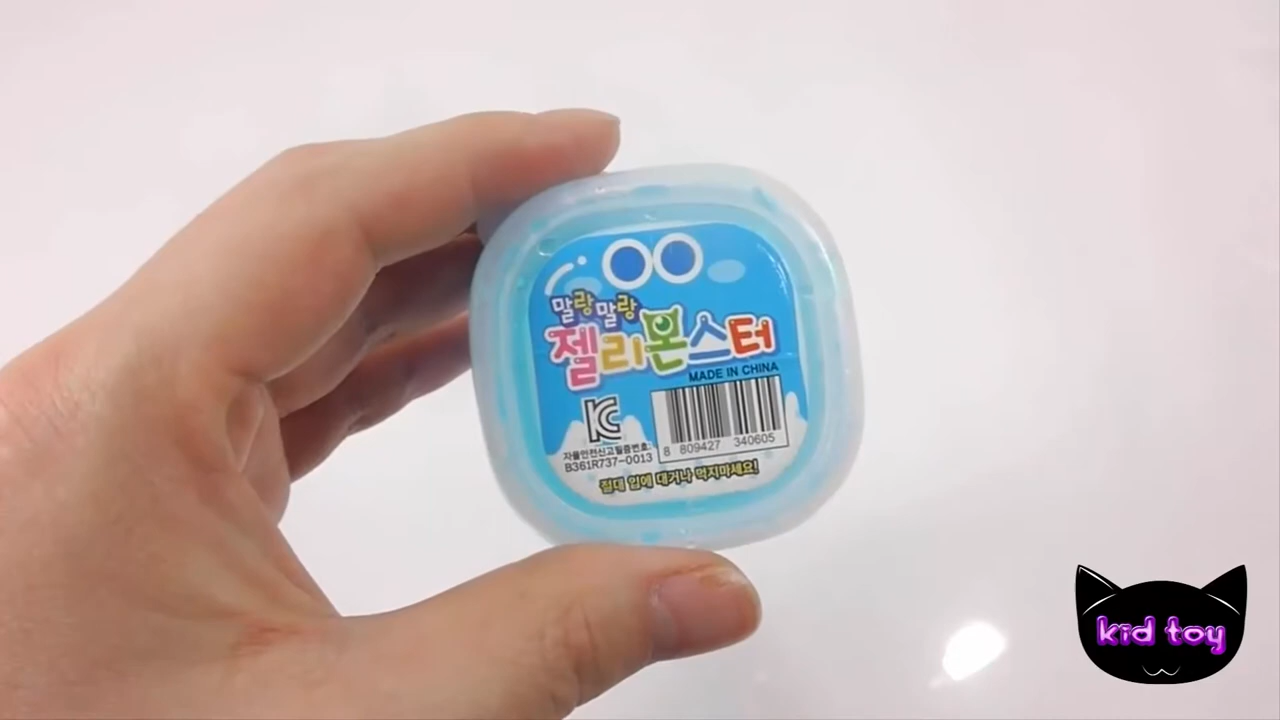 말랑말랑
젤리몬스터
MADE IN CHINA
자율안전신고필증번호:
B361R737-0013
8 809427 340605
절대 입에 대거나 먹지마세요!
kid toy